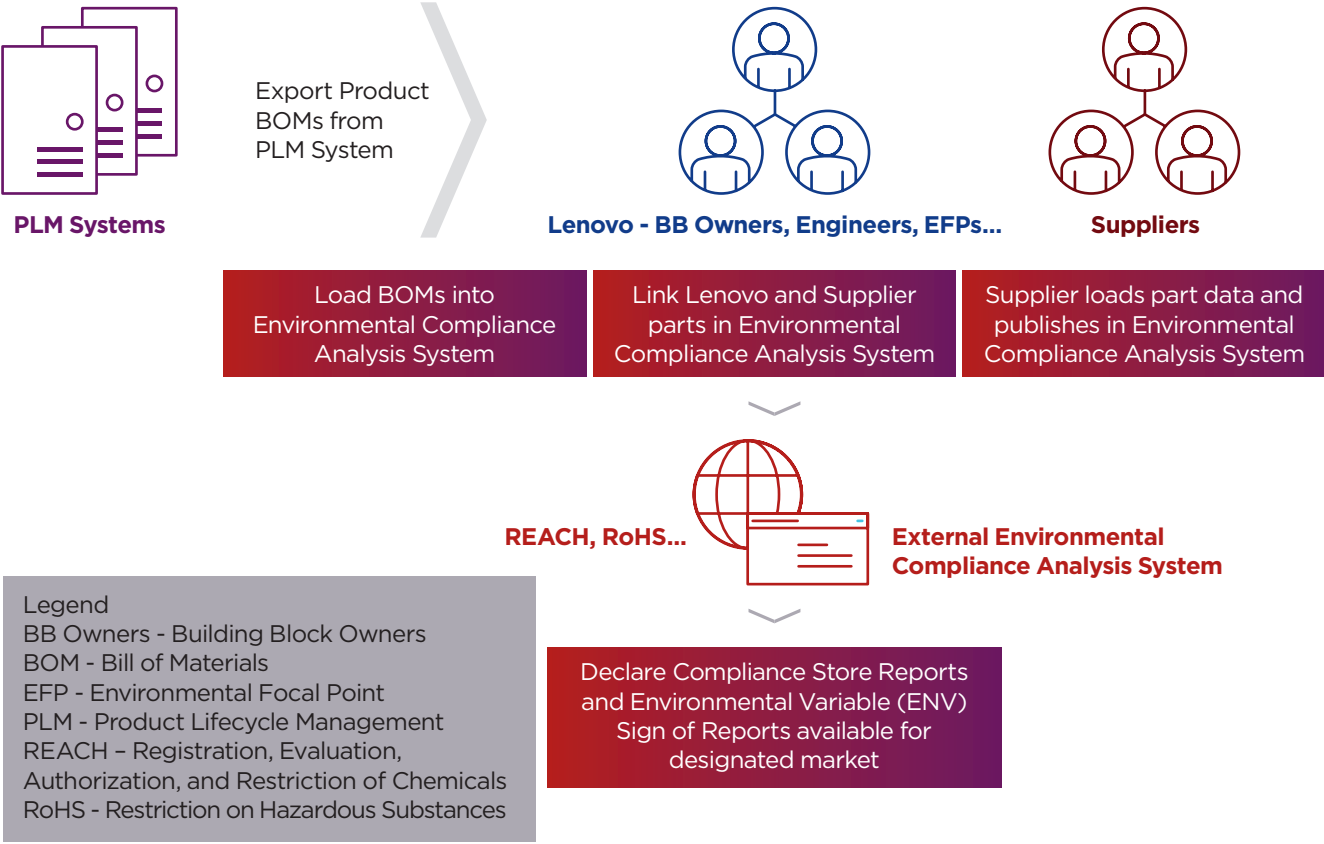 Export Product
BOMs from
PLM System
PLM Systems
Lenovo - BB Owners, Engineers, EFPs...
Suppliers
Load BOMs into
Environmental Compliance
Analysis System
Link Lenovo and Supplier
parts in Environmental
Compliance Analysis System
Supplier loads part data and
publishes in Environmental
Compliance Analysis System
REACH, RoHS...
External Environmental
Compliance Analysis System
Legend
BB Owners - Building Block Owners
BOM - Bill of Materials
EFP - Environmental Focal Point
PLM - Product Lifecycle Management
REACH – Registration, Evaluation,
Authorization, and Restriction of Chemicals
RoHS - Restriction on Hazardous Substances
Declare Compliance Store Reports
and Environmental Variable (ENV)
Sign of Reports available for
designated market